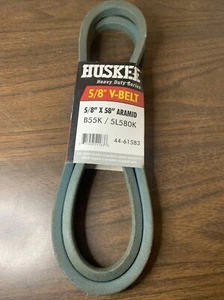 HUSKEE
Heavy Duty Series
5/8" V-BELT
5/8" X 58" ARAMID
B55K / 5L580K
44-61583